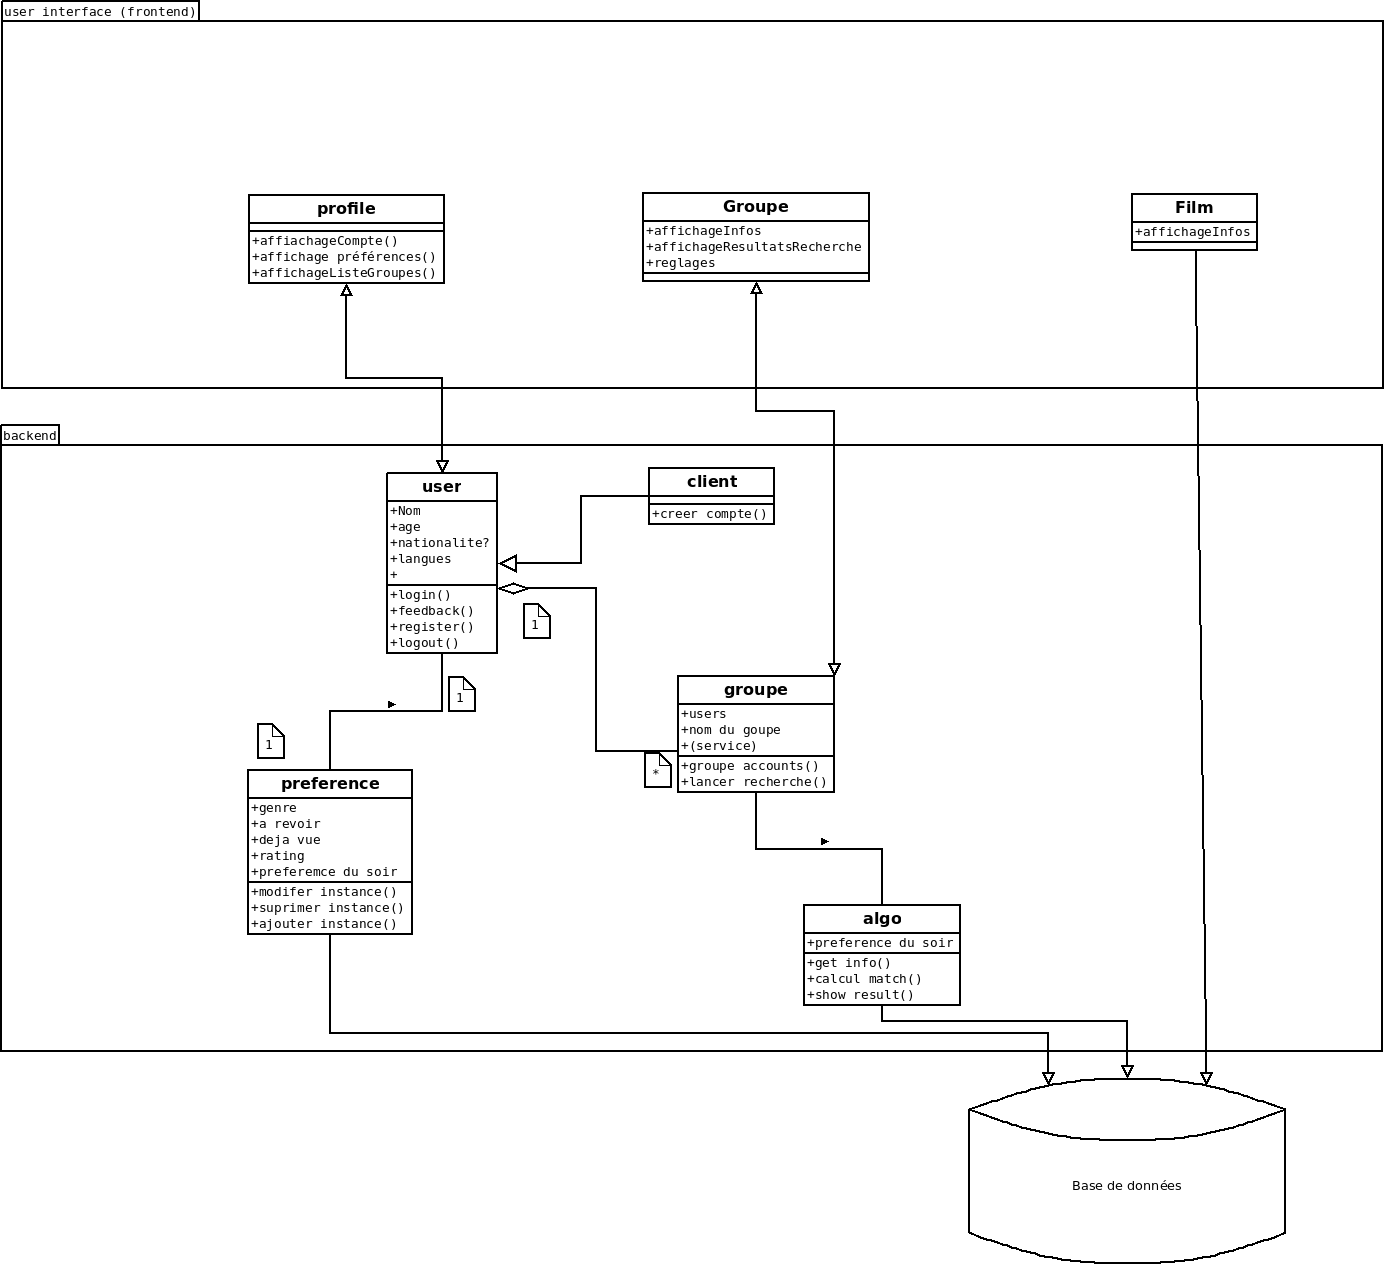 user interface (frontend)
profile
+affiachageCompte()
+affichage préférences()
+affichageListeGroupes()
Groupe
+affichageInfos
+affichageResultatsRecherche
+reglages
Film
+affichageInfos
backend
user
+Nom
+age
+nationalite?
+langues
+
+login()
+feedback()
+register()
+logout()
client
+creer compte()
1
1
1
groupe
+users
+nom du goupe
+(service)
+groupe accounts()
+lancer recherche()
*
preference
+genre
+a revoir
+deja vue
+rating
+preferemce du soir
+modifer instance()
+suprimer instance()
+ajouter instance()
algo
+preference du soir
+get info()
+calcul match()
+show result()
Base de données